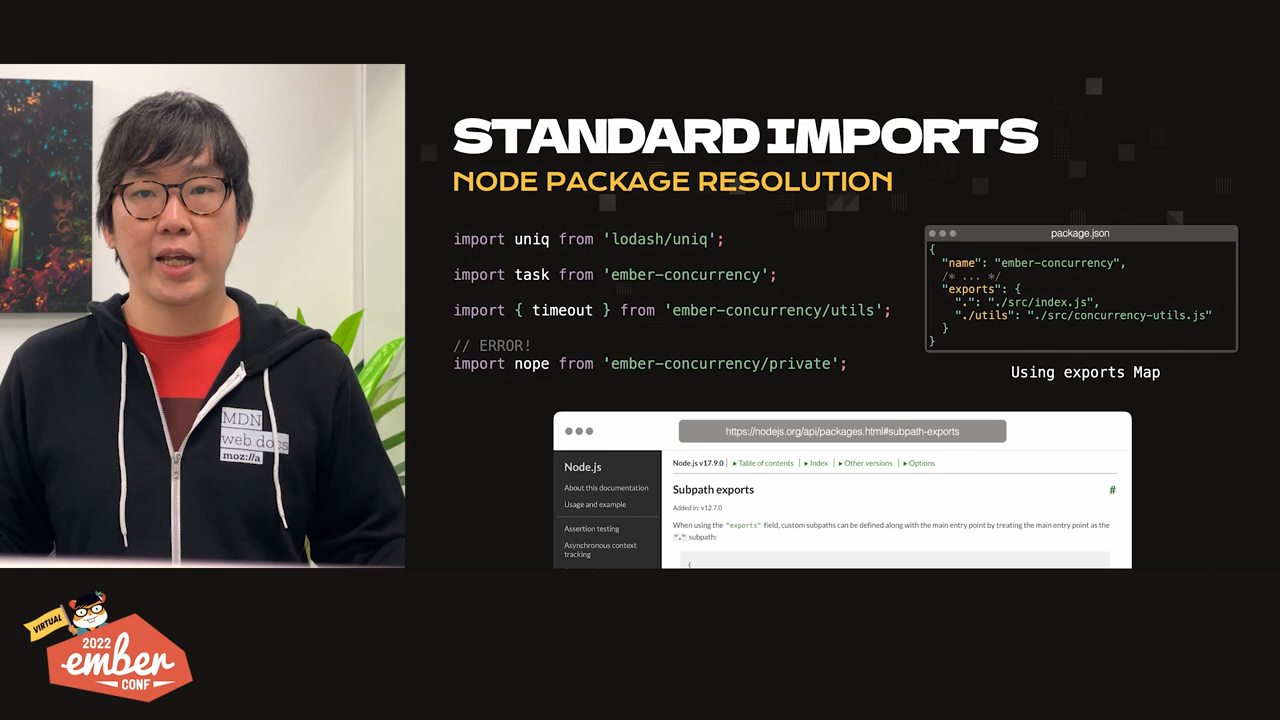 STANDARD IMPORTS
NODE PACKAGE RESOLUTION
import uniq from 'lodash/uniq';
import task from 'ember-concurrency';
import { timeout } from 'ember-concurrency/utils';
// ERROR!
import nope from 'ember-concurrency/private';
package.json
{
"name": "ember-concurrency",
/* ... */
"exports": {
".": "./src/index.js",
"./utils": "./src/concurrency-utils.js"
}
}
Using exports Map
https://nodejs.org/api/packages.html#subpath-exports
Node.js
About this documentation
Usage and example
Assertion testing
Asynchronous context
tracking
Node.js v17.9.0 | ▸ Table of contents | ▸ Index | ▸ Other versions | ▸ Options
Subpath exports #
Added in: v12.7.0
When using the "exports" field, custom subpaths can be defined along with the main entry point by treating the main entry point as the
"." subpath:
{
MDN
web docs
moz://a
VIRTUAL
2022
ember
CONF